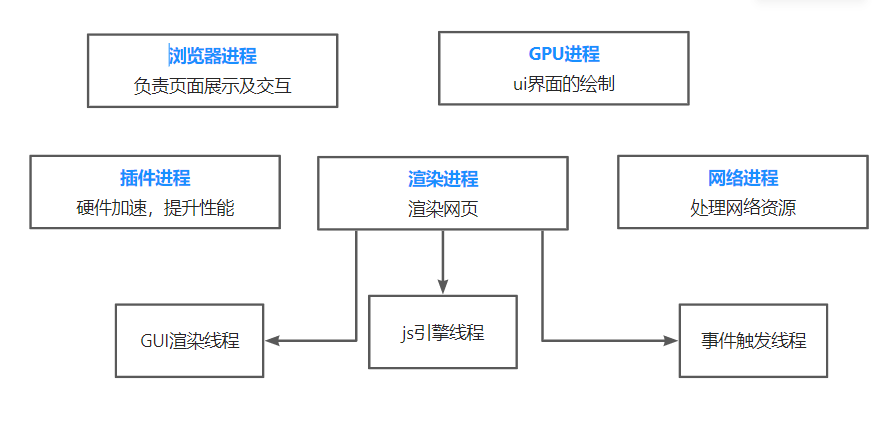 浏览器进程
负责页面展示及交互
GPU进程
ui界面的绘制
插件进程
硬件加速，提升性能
渲染进程
渲染网页
网络进程
处理网络资源
GUI渲染线程
js引擎线程
事件触发线程